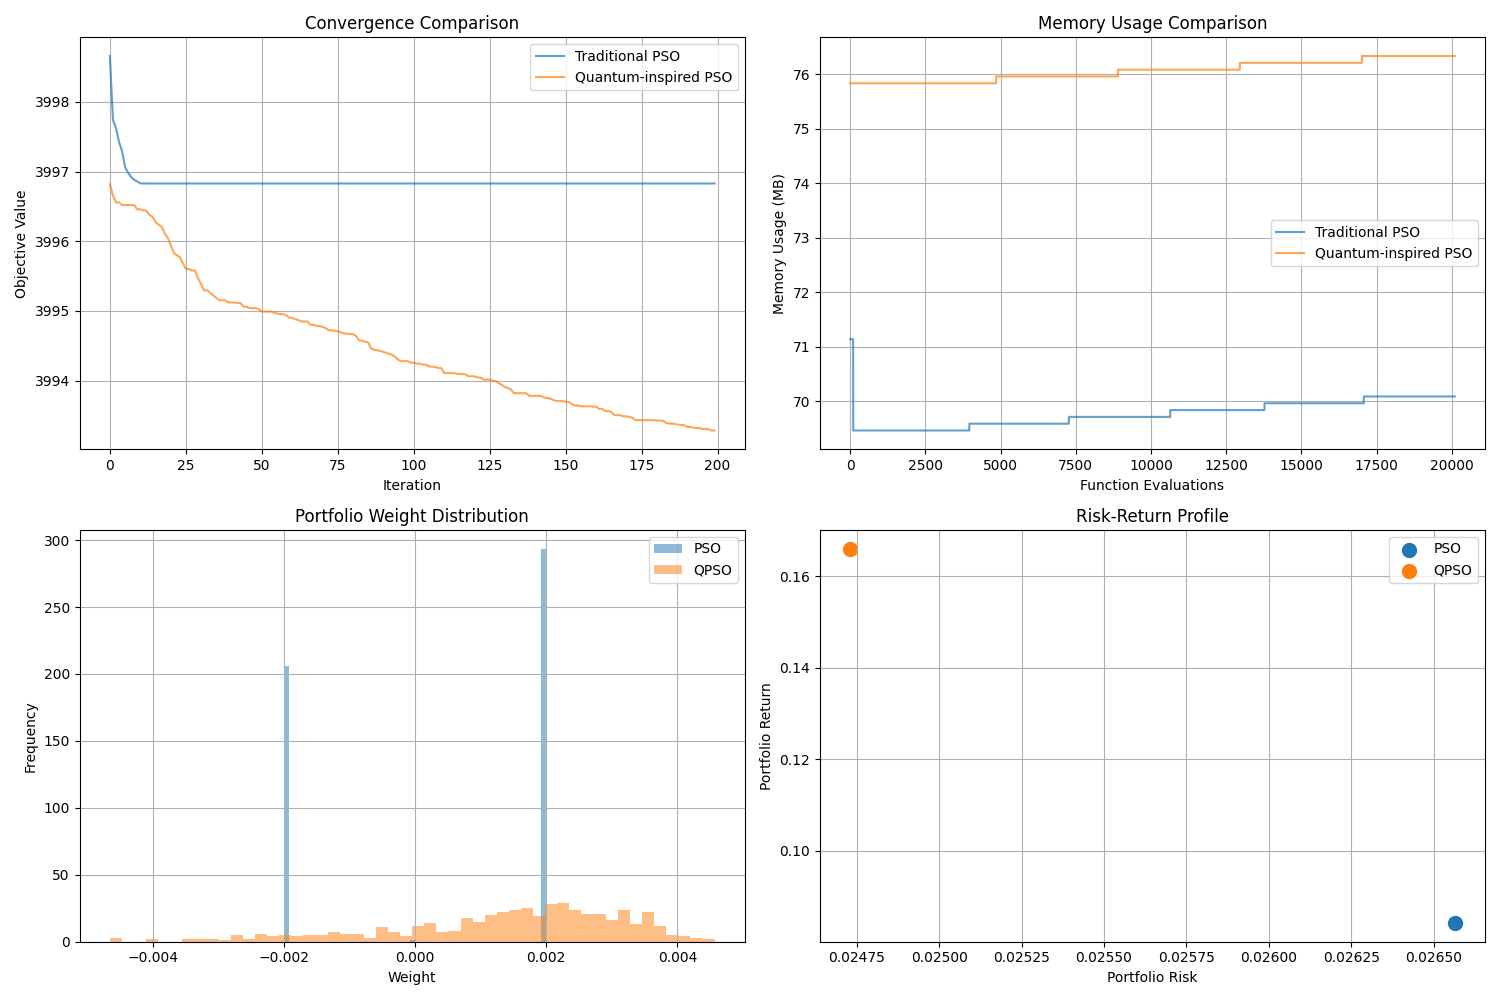 Convergence Comparison
Traditional PSO
Quantum-inspired PSO
3998
3997
3996
3995
3994
Objective Value
0
25
50
75
100
125
150
175
200
Iteration
Memory Usage Comparison
76
75
74
73
72
71
70
Memory Usage (MB)
Traditional PSO
Quantum-inspired PSO
0
2500
5000
7500
10000
12500
15000
17500
20000
Function Evaluations
Portfolio Weight Distribution
PSO
QPSO
300
250
200
150
100
50
0
Frequency
−0.004
−0.002
0.000
0.002
0.004
Weight
Risk-Return Profile
PSO
QPSO
0.16
0.14
0.12
0.10
Portfolio Return
0.02475
0.02500
0.02525
0.02550
0.02575
0.02600
0.02625
0.02650
Portfolio Risk